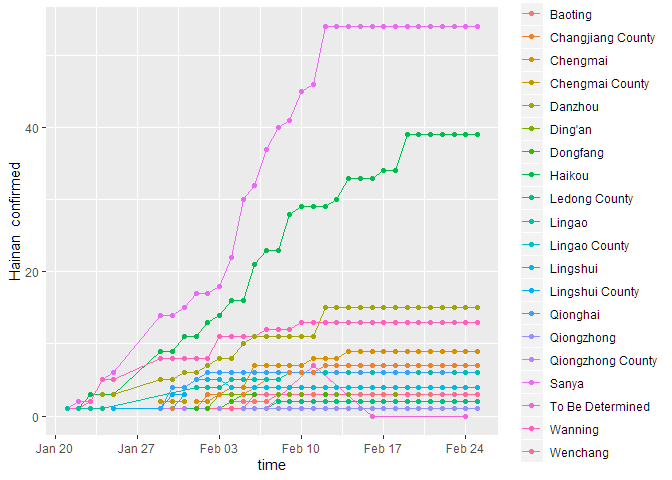 Hainan confirmed
40
20
0
Jan 20
Jan 27
Feb 03
Feb 10
Feb 17
Feb 24
time
Baoting
Changjiang County
Chengmai
Chengmai County
Danzhou
Ding'an
Dongfang
Haikou
Ledong County
Lingao
Lingao County
Lingshui
Lingshui County
Qionghai
Qiongzhong
Qiongzhong County
Sanya
To Be Determined
Wanning
Wenchang